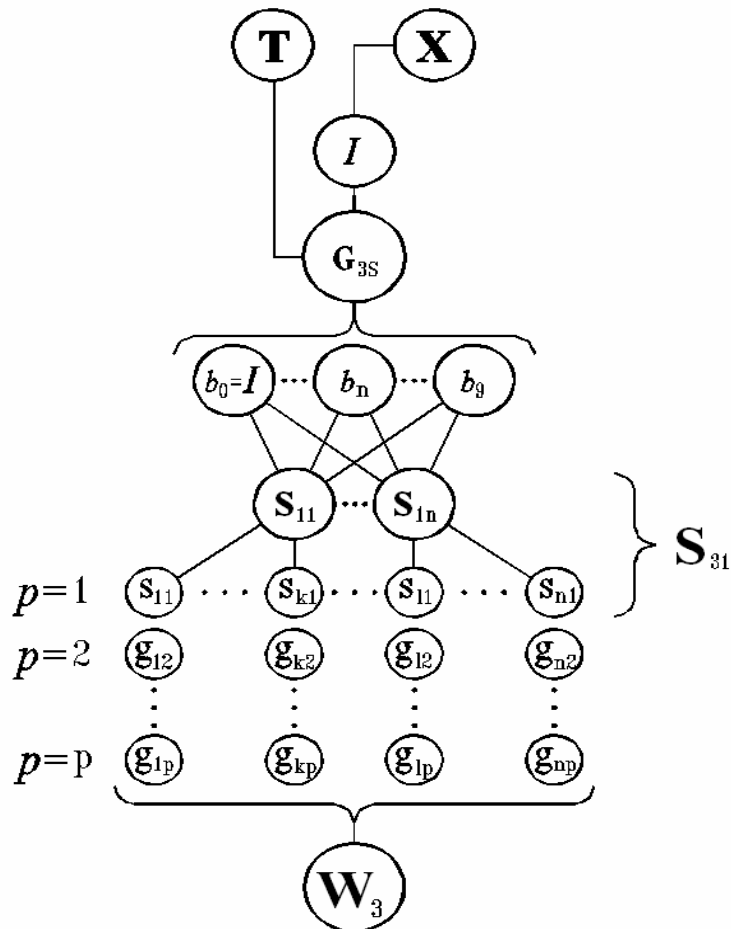 T X
I
G3S
b0=I ... bn ... b9
S11 ... S1n
S31
p=1 S11 .... Sk1 .... Sl1 .... Sn1
p=2 g12 gk2 gl2 gn2
p=p g1p gkp glp gnp
W3